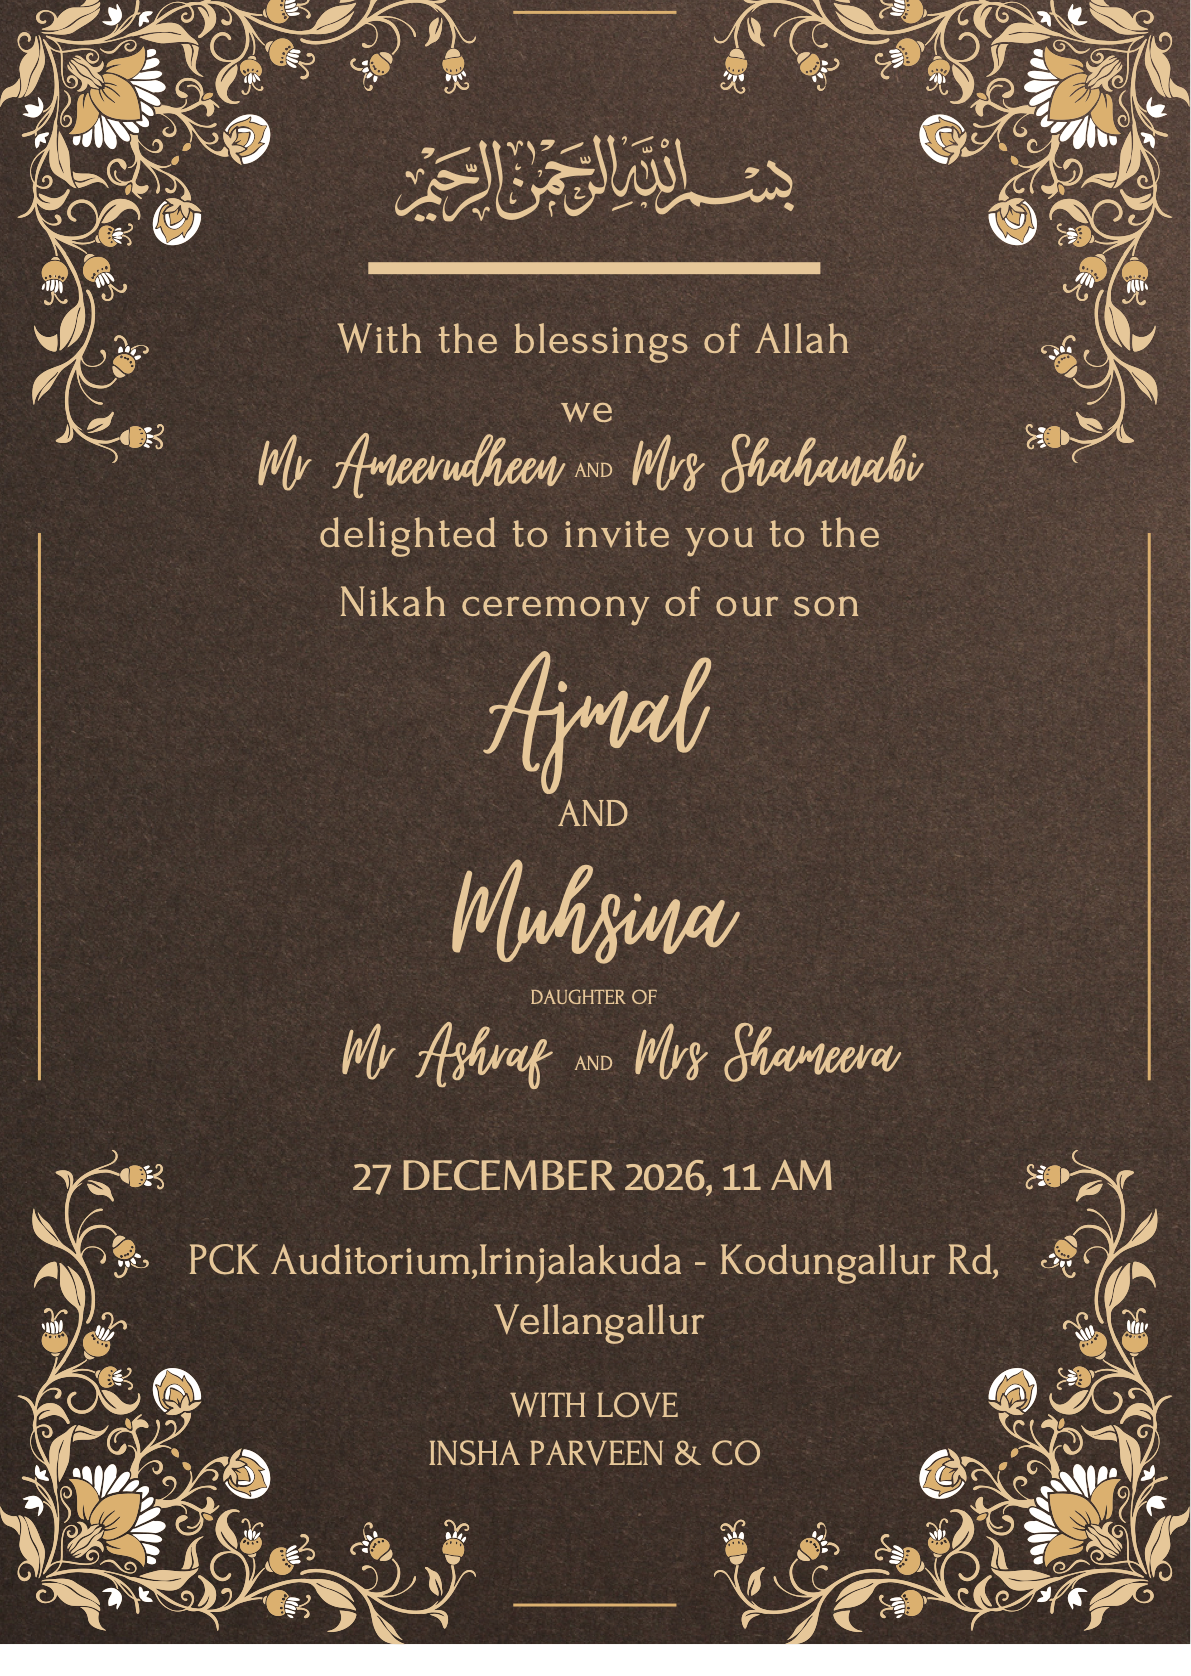 بسم الله الرحمن الرحيم
With the blessings of Allah
we
Mr Ameerudheen AND Mrs Shahanabi
delighted to invite you to the
Nikah ceremony of our son
Ajmal
AND
Muhsina
DAUGHTER OF
Mr Ashraf AND Mrs Shameera
27 DECEMBER 2026, 11 AM
PCK Auditorium,Irinjalakuda - Kodungallur Rd,
Vellangallur
WITH LOVE
INSHA PARVEEN & CO